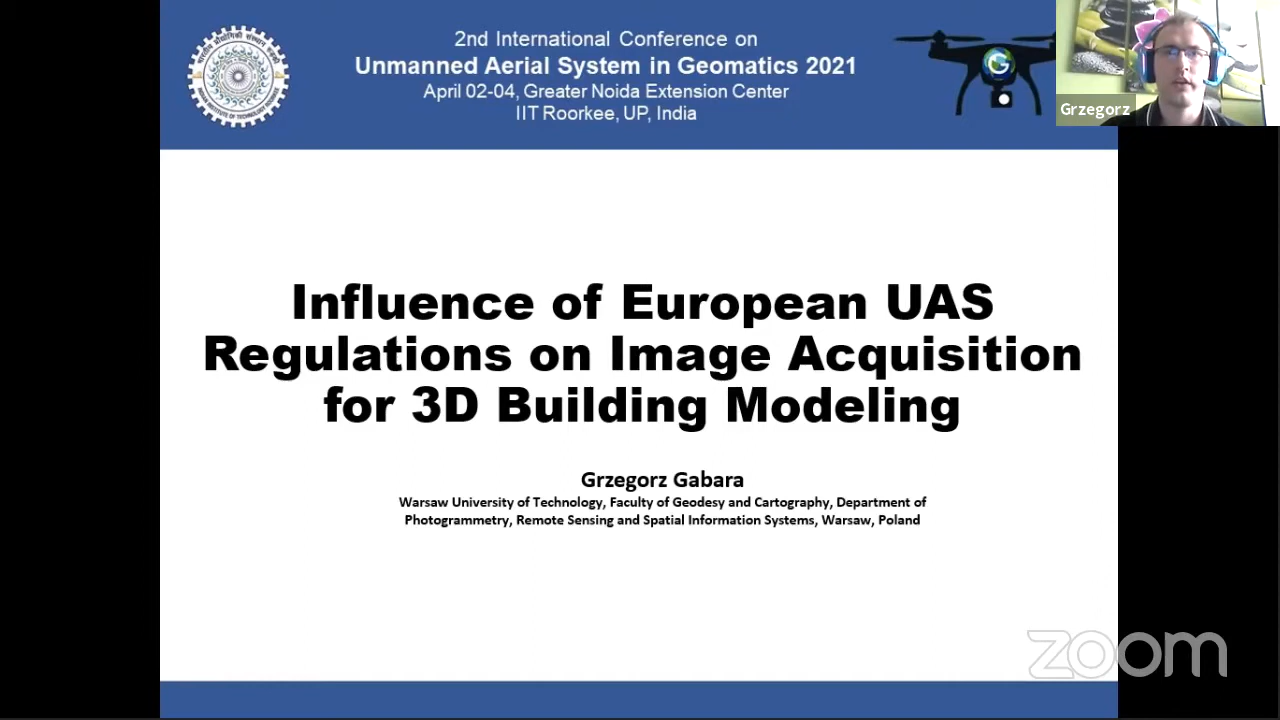 2nd International Conference on
Unmanned Aerial System in Geomatics 2021
April 02-04, Greater Noida Extension Center
IIT Roorkee, UP, India
G
Grzegorz
Influence of European UAS
Regulations on Image Acquisition
for 3D Building Modeling
Grzegorz Gabara
Warsaw University of Technology, Faculty of Geodesy and Cartography, Department of
Photogrammetry, Remote Sensing and Spatial Information Systems, Warsaw, Poland
zoom